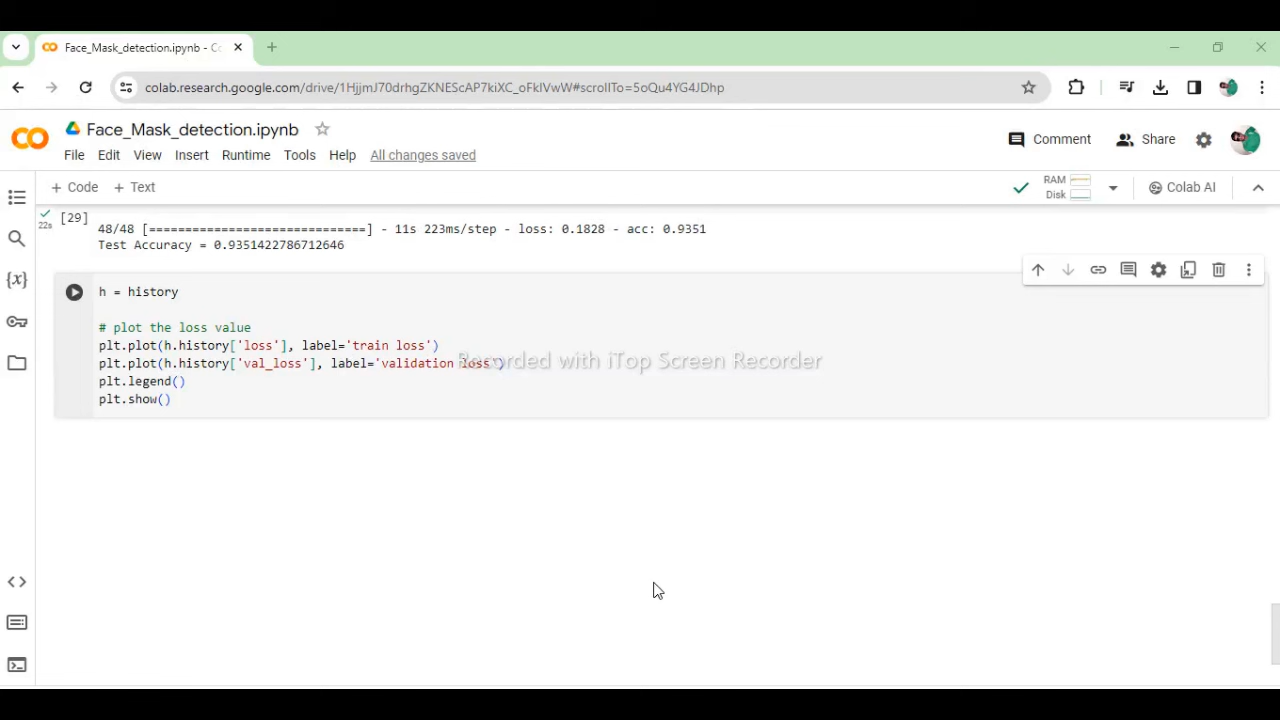 Face_Mask_detection.ipynb - Co
colab.research.google.com/drive/1HjjmJ70drhgZKNEScAP7kiXC_oFkIVwW#scrollTo=5oQu4YG4JDhp
Face_Mask_detection.ipynb
Comment
Share
File Edit View Insert Runtime Tools Help All changes saved
+ Code + Text
RAM
Disk
Colab AI
[29]
22s
48/48 [==============================] - 11s 223ms/step - loss: 0.1828 - acc: 0.9351
Test Accuracy = 0.9351422786712646
h = history
# plot the loss value
plt.plot(h.history['loss'], label='train loss')
plt.plot(h.history['val_loss'], label='validation loss')
plt.legend()
plt.show()
Recorded with iTop Screen Recorder